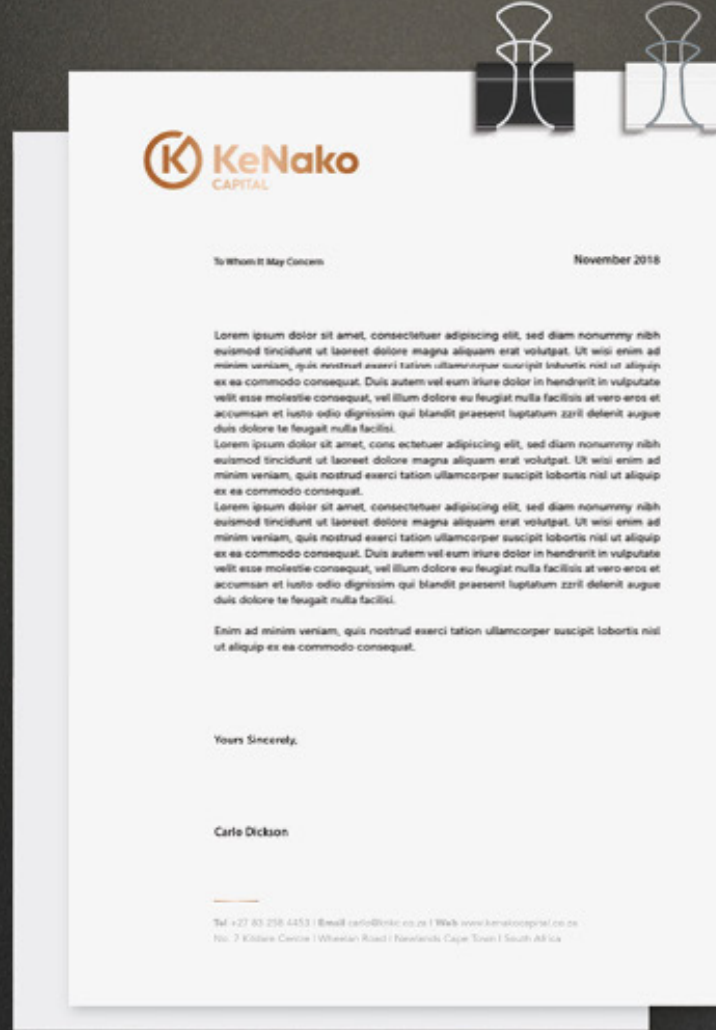 K KeNako
CAPITAL
To Whom It May Concern
November 2018
Lorem ipsum dolor sit amet, consectetuer adipiscing elit, sed diam nonummy nibh
euismod tincidunt ut laoreet dolore magna aliquam erat volutpat. Ut wisi enim ad
minim veniam, quis nostrud exerci tation ullamcorper suscipit lobortis nisl ut aliquip
ex ea commodo consequat. Duis autem vel eum iriure dolor in hendrerit in vulputate
velit esse molestie consequat, vel illum dolore eu feugiat nulla facilisis at vero eros et
accumsan et iusto odio dignissim qui blandit praesent luptatum zzril delenit augue
duis dolore te feugait nulla facilisi.
Lorem ipsum dolor sit amet, cons ectetuer adipiscing elit, sed diam nonummy nibh
euismod tincidunt ut laoreet dolore magna aliquam erat volutpat. Ut wisi enim ad
minim veniam, quis nostrud exerci tation ullamcorper suscipit lobortis nisl ut aliquip
ex ea commodo consequat.
Lorem ipsum dolor sit amet, consectetuer adipiscing elit, sed diam nonummy nibh
euismod tincidunt ut laoreet dolore magna aliquam erat volutpat. Ut wisi enim ad
minim veniam, quis nostrud exerci tation ullamcorper suscipit lobortis nisl ut aliquip
ex ea commodo consequat. Duis autem vel eum iriure dolor in hendrerit in vulputate
velit esse molestie consequat, vel illum dolore eu feugiat nulla facilisis at vero eros et
accumsan et iusto odio dignissim qui blandit praesent luptatum zzril delenit augue
duis dolore te feugait nulla facilisi.
Enim ad minim veniam, quis nostrud exerci tation ullamcorper suscipit lobortis nisl
ut aliquip ex ea commodo consequat.
Yours Sincerely,
Carlo Dickson
Tel +27 83 258 4453 | Email | Web www.kenakocapital.co.za
No. 7 Kildare Centre | Road | Newlands Cape Town | South Africa